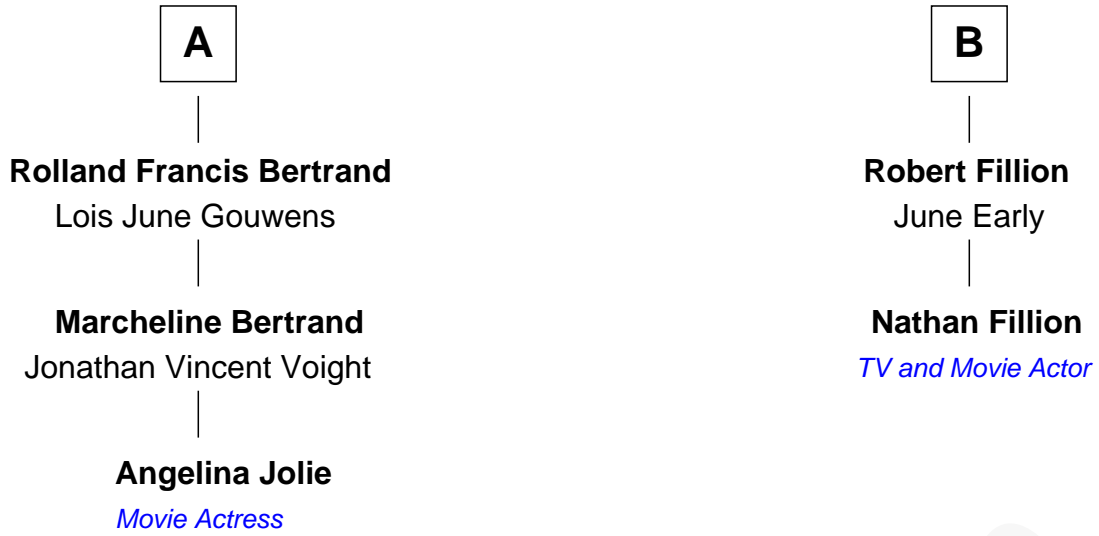 A
B
Rolland Francis Bertrand
Robert Fillion
Lois June Gouwens
June Early
Marcheline Bertrand
Nathan Fillion
Jonathan Vincent Voight
TV and Movie Actor
Angelina Jolie
Movie Actress